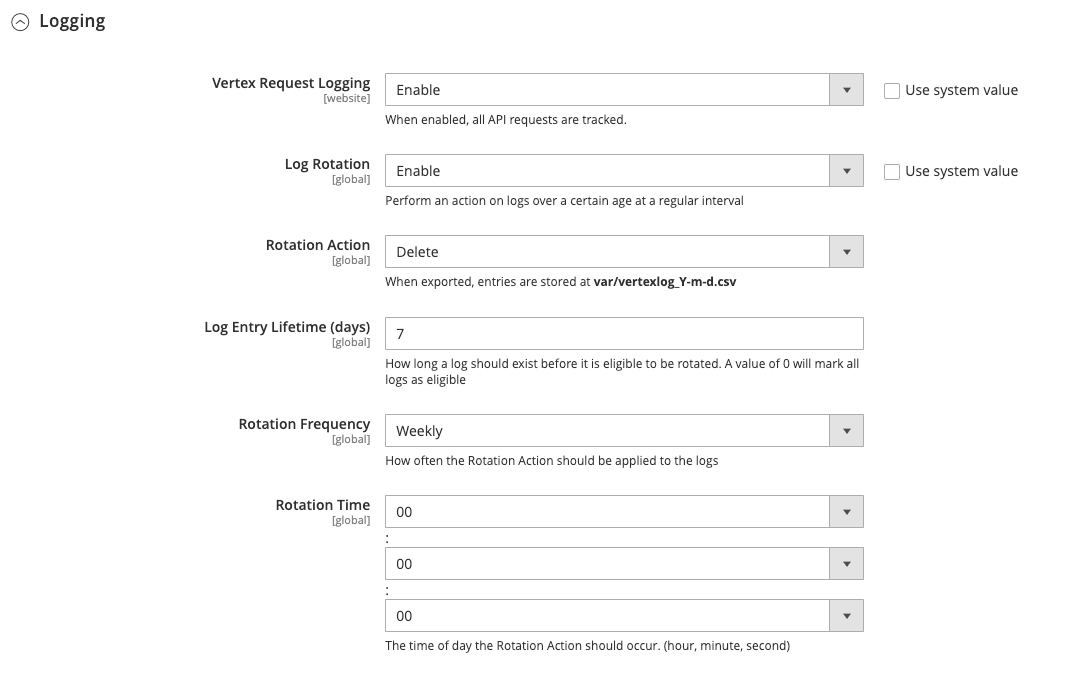 Logging
Vertex Request Logging
[website]
Enable
Use system value
When enabled, all API requests are tracked.
Log Rotation
[global]
Enable
Use system value
Perform an action on logs over a certain age at a regular interval
Rotation Action
[global]
Delete
When exported, entries are stored at var/vertexlog_Y-m-d.csv
Log Entry Lifetime (days)
[global]
7
How long a log should exist before it is eligible to be rotated. A value of 0 will mark all
logs as eligible
Rotation Frequency
[global]
Weekly
How often the Rotation Action should be applied to the logs
Rotation Time
[global]
00
:
00
:
00
The time of day the Rotation Action should occur. (hour, minute, second)